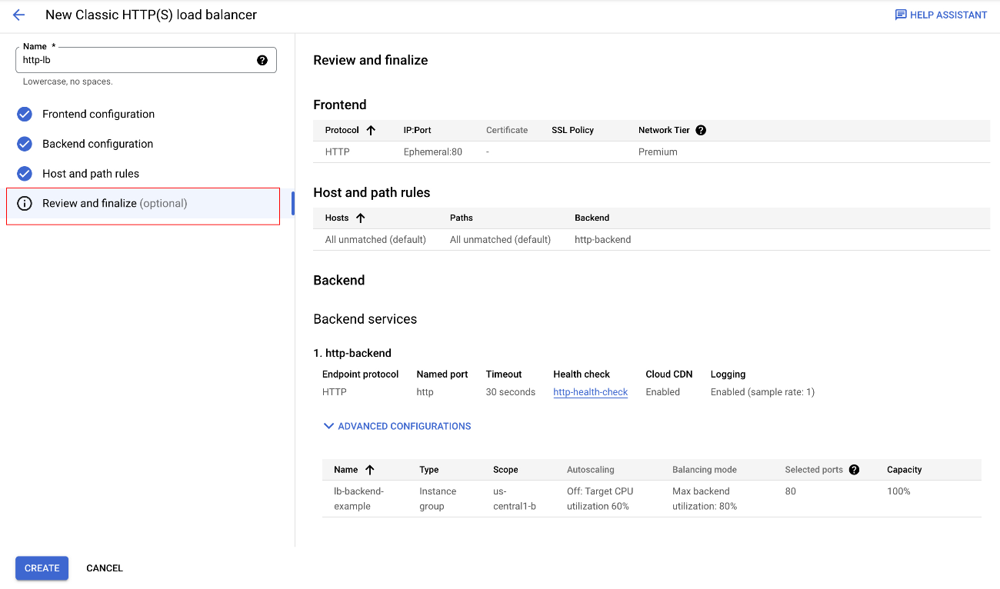 New Classic HTTP(S) load balancer
HELP ASSISTANT
Name *
http-lb
Lowercase, no spaces.
Frontend configuration
Backend configuration
Host and path rules
Review and finalize (optional)
CREATE
CANCEL
Review and finalize
Frontend
Protocol IP:Port Certificate SSL Policy Network Tier
HTTP Ephemeral:80 - Premium
Host and path rules
Hosts Paths Backend
All unmatched (default) All unmatched (default) http-backend
Backend
Backend services
1. http-backend
Endpoint protocol Named port Timeout Health check Cloud CDN Logging
HTTP http 30 seconds http-health-check Enabled Enabled (sample rate: 1)
ADVANCED CONFIGURATIONS
Name Type Scope Autoscaling Balancing mode Selected ports Capacity
lb-backend- Instance us- Off: Target CPU Max backend 80 100%
example group central1-b utilization 60% utilization: 80%